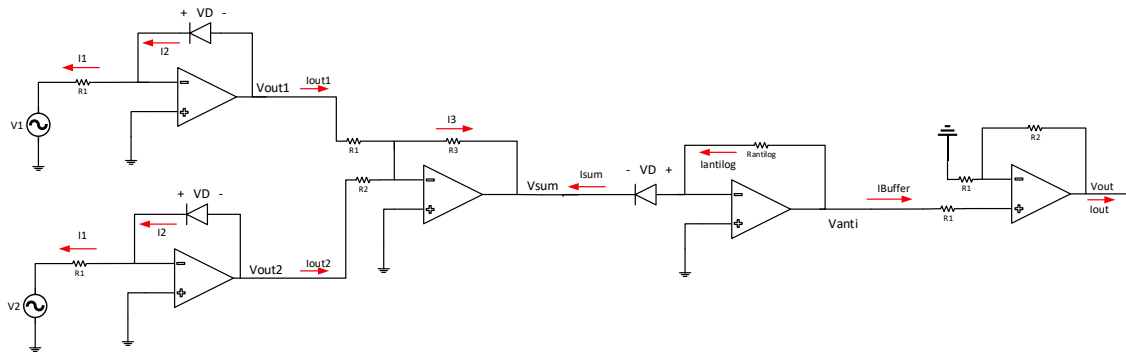 + VD -
I2
I1
R1
V1
Vout1
Iout1
+ VD -
I2
I1
R1
V2
Vout2
Iout2
R1
R2
I3
R3
Vsum
Isum
- VD +
Iantilog
Rantilog
Vanti
IBuffer
R1
R1
R2
Vout
Iout